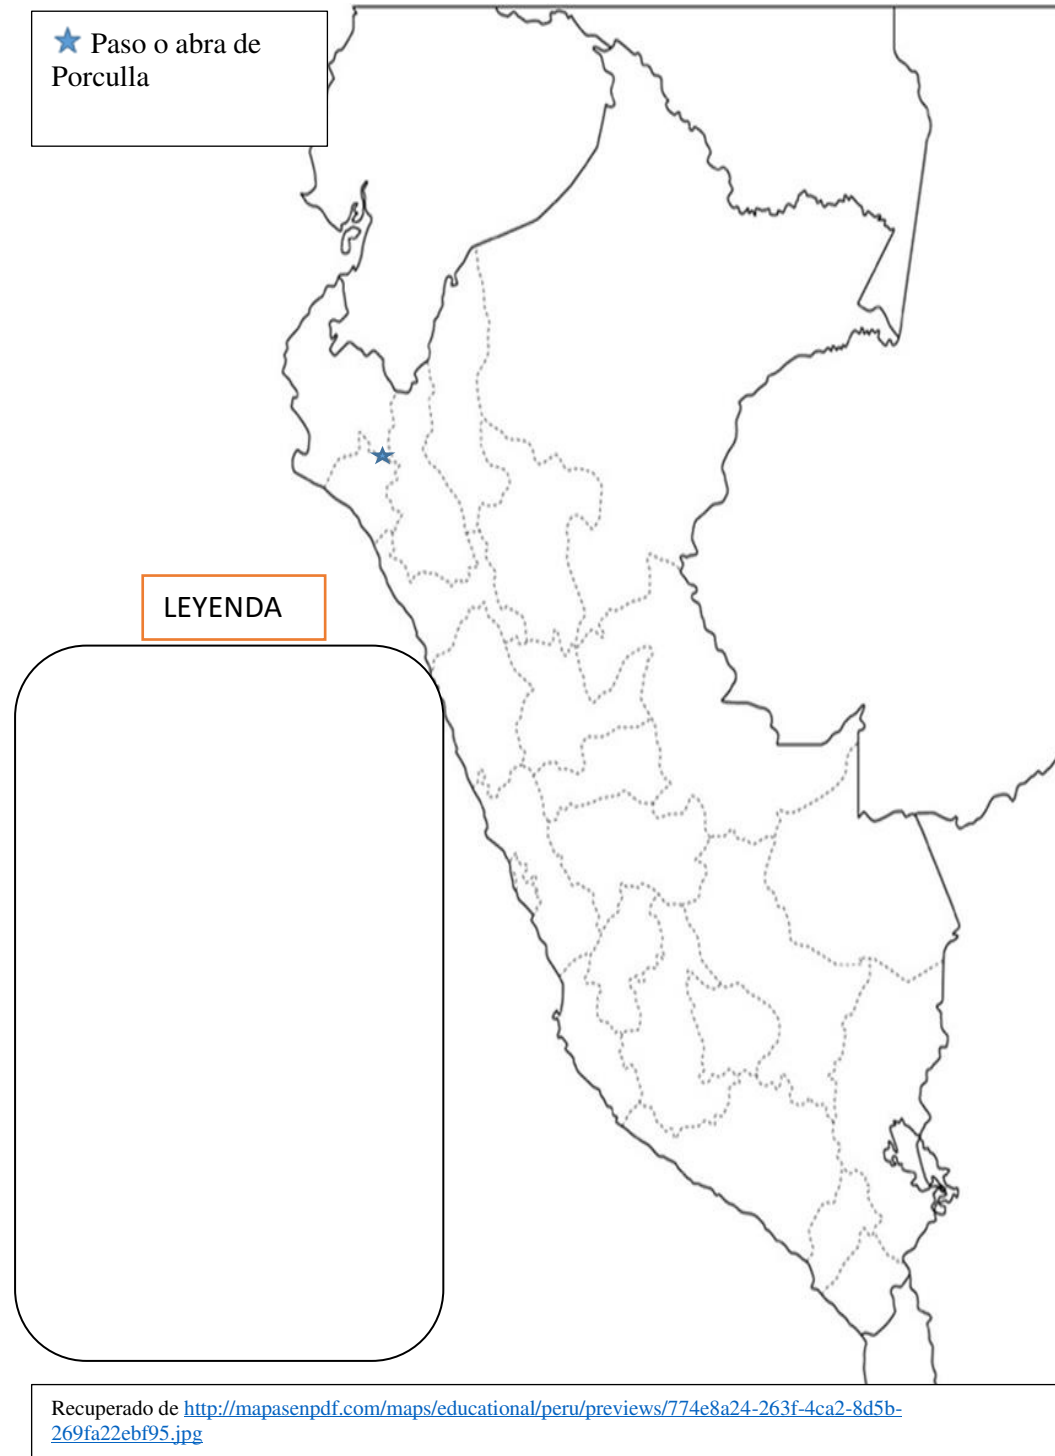 Paso o abra de
Porculla
LEYENDA
Recuperado de http://mapasenpdf.com/maps/educational/peru/previews/774e8a24-263f-4ca2-8d5b-
269fa22ebf95.jpg